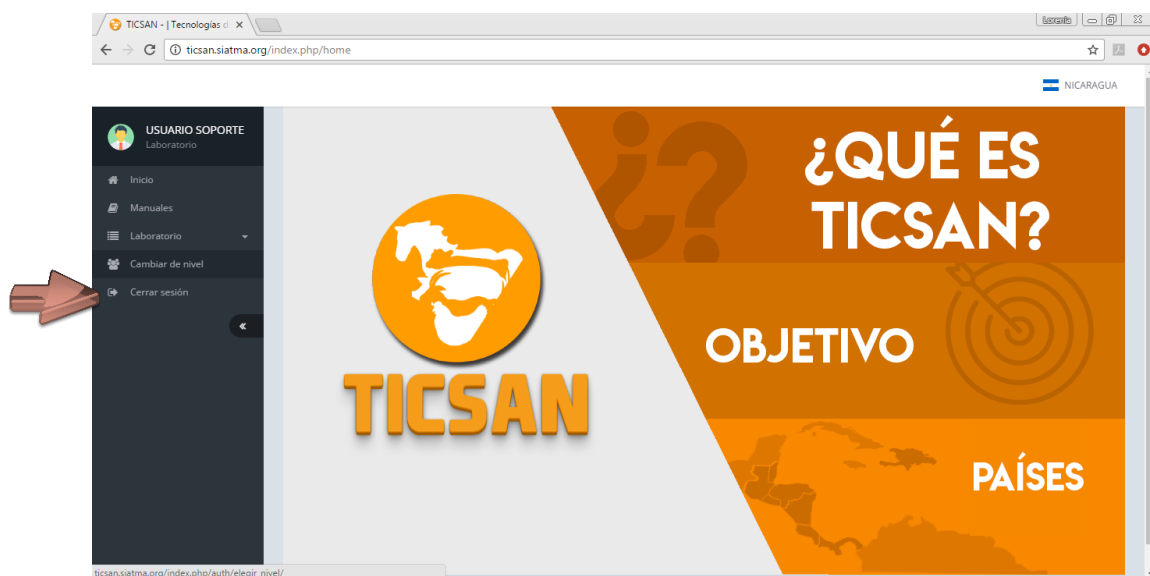 TICSAN - | Tecnologías d
Lorenia
ticsan.siatma.org/index.php/home
NICARAGUA
USUARIO SOPORTE
Laboratorio
Inicio
Manuales
Laboratorio
Cambiar de nivel
Cerrar sesión
TICSAN
¿?
¿QUÉ ES
TICSAN?
OBJETIVO
PAÍSES
ticsan.siatma.org/index.php/auth/elegir_nivel/